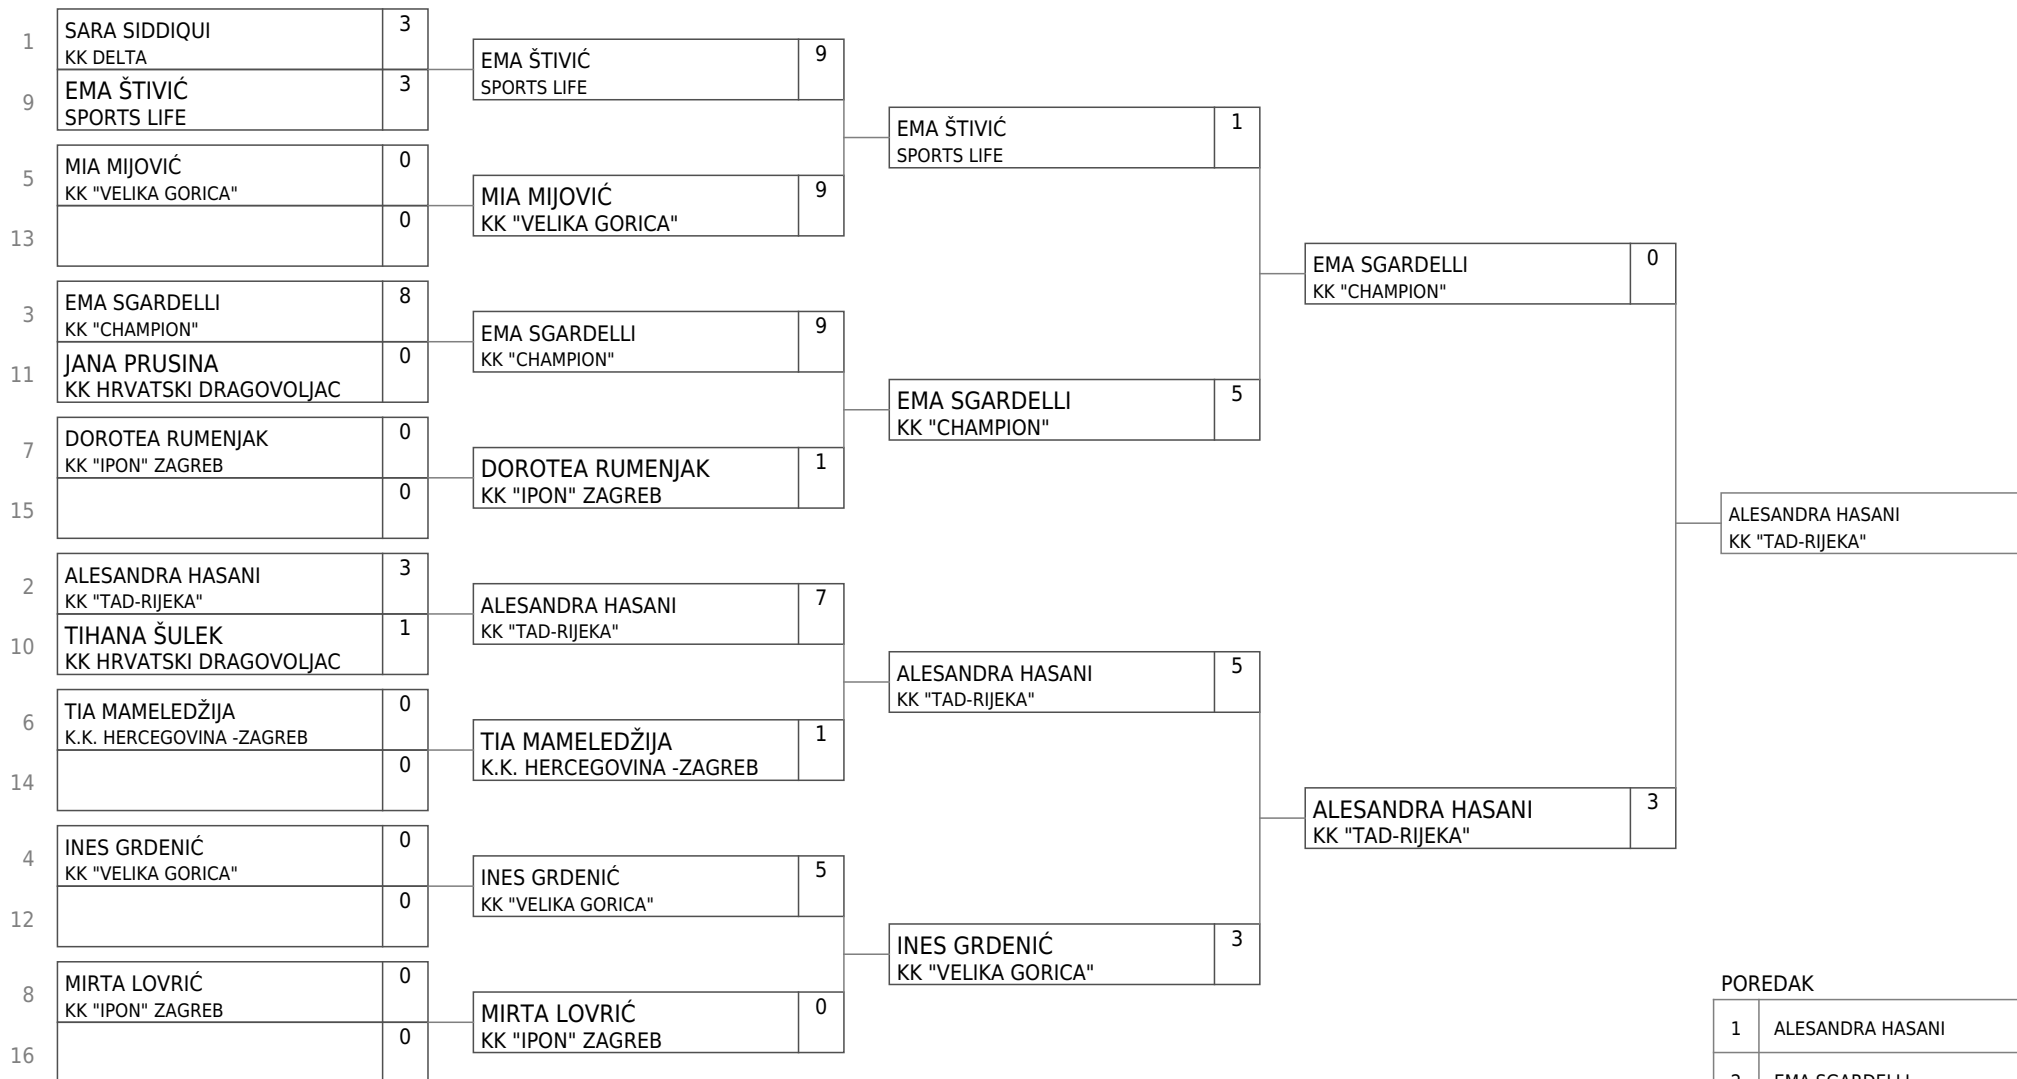 1
SARA SIDDIQUI
KK DELTA
3
9
EMA ŠTIVIĆ
SPORTS LIFE
3
5
MIA MIJOVIĆ
KK "VELIKA GORICA"
0
13
0
3
EMA SGARDELLI
KK "CHAMPION"
8
11
JANA PRUSINA
KK HRVATSKI DRAGOVOLJAC
0
7
DOROTEA RUMENJAK
KK "IPON" ZAGREB
0
15
0
2
ALESANDRA HASANI
KK "TAD-RIJEKA"
3
10
TIHANA ŠULEK
KK HRVATSKI DRAGOVOLJAC
1
6
TIA MAMELEDŽIJA
K.K. HERCEGOVINA -ZAGREB
0
14
0
4
INES GRDENIĆ
KK "VELIKA GORICA"
0
12
0
8
MIRTA LOVRIĆ
KK "IPON" ZAGREB
0
16
0
EMA ŠTIVIĆ
SPORTS LIFE
9
MIA MIJOVIĆ
KK "VELIKA GORICA"
9
EMA SGARDELLI
KK "CHAMPION"
9
DOROTEA RUMENJAK
KK "IPON" ZAGREB
1
ALESANDRA HASANI
KK "TAD-RIJEKA"
7
TIA MAMELEDŽIJA
K.K. HERCEGOVINA -ZAGREB
1
INES GRDENIĆ
KK "VELIKA GORICA"
5
MIRTA LOVRIĆ
KK "IPON" ZAGREB
0
EMA ŠTIVIĆ
SPORTS LIFE
1
EMA SGARDELLI
KK "CHAMPION"
5
ALESANDRA HASANI
KK "TAD-RIJEKA"
5
INES GRDENIĆ
KK "VELIKA GORICA"
3
EMA SGARDELLI
KK "CHAMPION"
0
ALESANDRA HASANI
KK "TAD-RIJEKA"
3
ALESANDRA HASANI
KK "TAD-RIJEKA"
POREDAK
1 ALESANDRA HASANI
2 EMA SGARDELLI